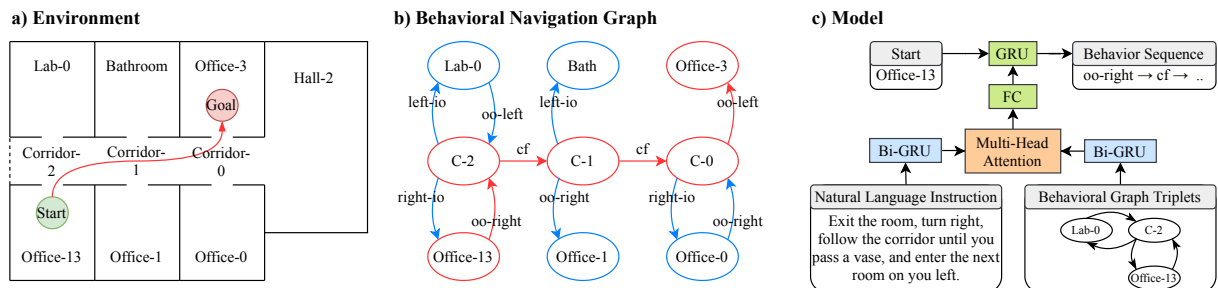 a) Environment
Lab-0
Bathroom
Office-3
Hall-2
Goal
Corridor-
2
Corridor-
1
Corridor-
0
Start
Office-13
Office-1
Office-0
b) Behavioral Navigation Graph
Lab-0
Bath
Office-3
left-io
oo-left
left-io
oo-left
C-2
cf
C-1
cf
C-0
right-io
oo-right
oo-right
right-io
oo-right
Office-13
Office-1
Office-0
c) Model
Start
Office-13
GRU
Behavior Sequence
oo-right → cf → ..
FC
Bi-GRU
Multi-Head
Attention
Bi-GRU
Natural Language Instruction
Exit the room, turn right,
follow the corridor until you
pass a vase, and enter the next
room on you left.
Behavioral Graph Triplets
Lab-0
C-2
Office-13